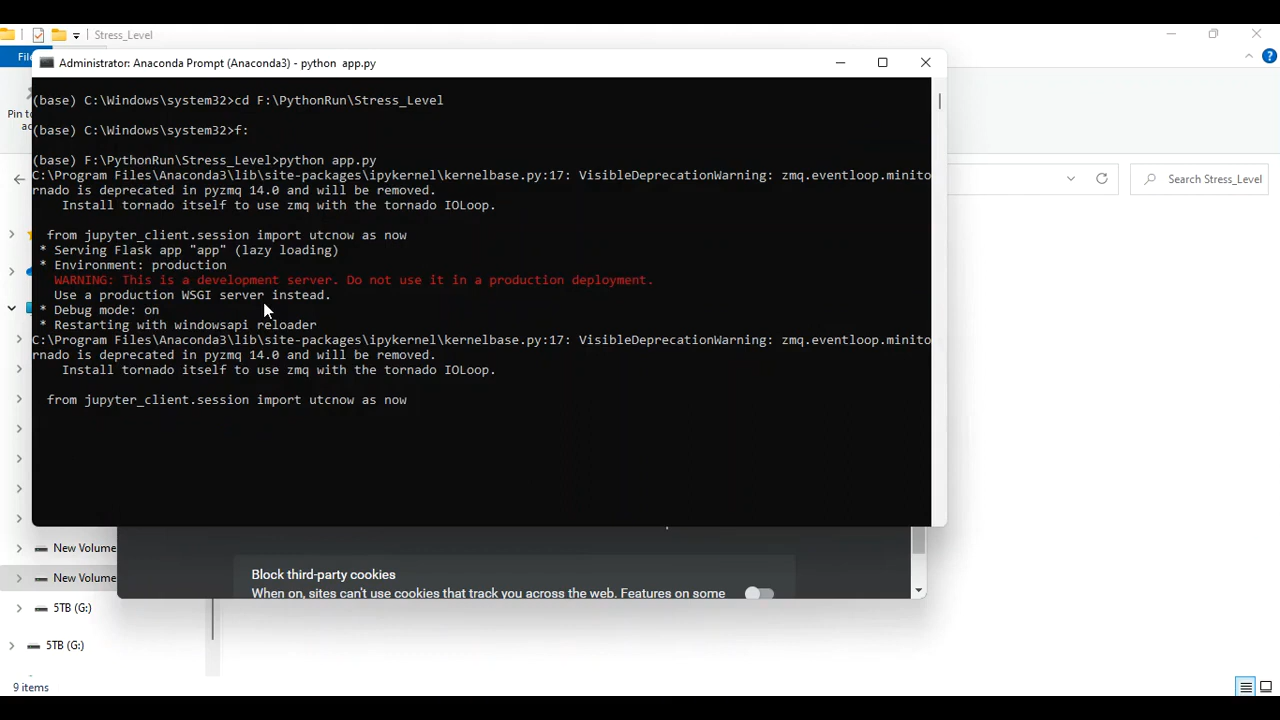 Stress_Level
File
Administrator: Anaconda Prompt (Anaconda3) - python  app.py
(base) C:\Windows\system32>cd F:\PythonRun\Stress_Level
(base) C:\Windows\system32>f:
(base) F:\PythonRun\Stress_Level>python app.py
C:\Program Files\Anaconda3\lib\site-packages\ipykernel\kernelbase.py:17: VisibleDeprecationWarning: zmq.eventloop.minito
rnado is deprecated in pyzmq 14.0 and will be removed.
    Install tornado itself to use zmq with the tornado IOLoop.
  from jupyter_client.session import utcnow as now
 * Serving Flask app "app" (lazy loading)
 * Environment: production
   WARNING: This is a development server. Do not use it in a production deployment.
   Use a production WSGI server instead.
 * Debug mode: on
 * Restarting with windowsapi reloader
C:\Program Files\Anaconda3\lib\site-packages\ipykernel\kernelbase.py:17: VisibleDeprecationWarning: zmq.eventloop.minito
rnado is deprecated in pyzmq 14.0 and will be removed.
    Install tornado itself to use zmq with the tornado IOLoop.
  from jupyter_client.session import utcnow as now
Pin to
Search Stress_Level
New Volume
New Volume
5TB (G:)
5TB (G:)
Block third-party cookies
When on, sites can't use cookies that track you across the web. Features on some
9 items